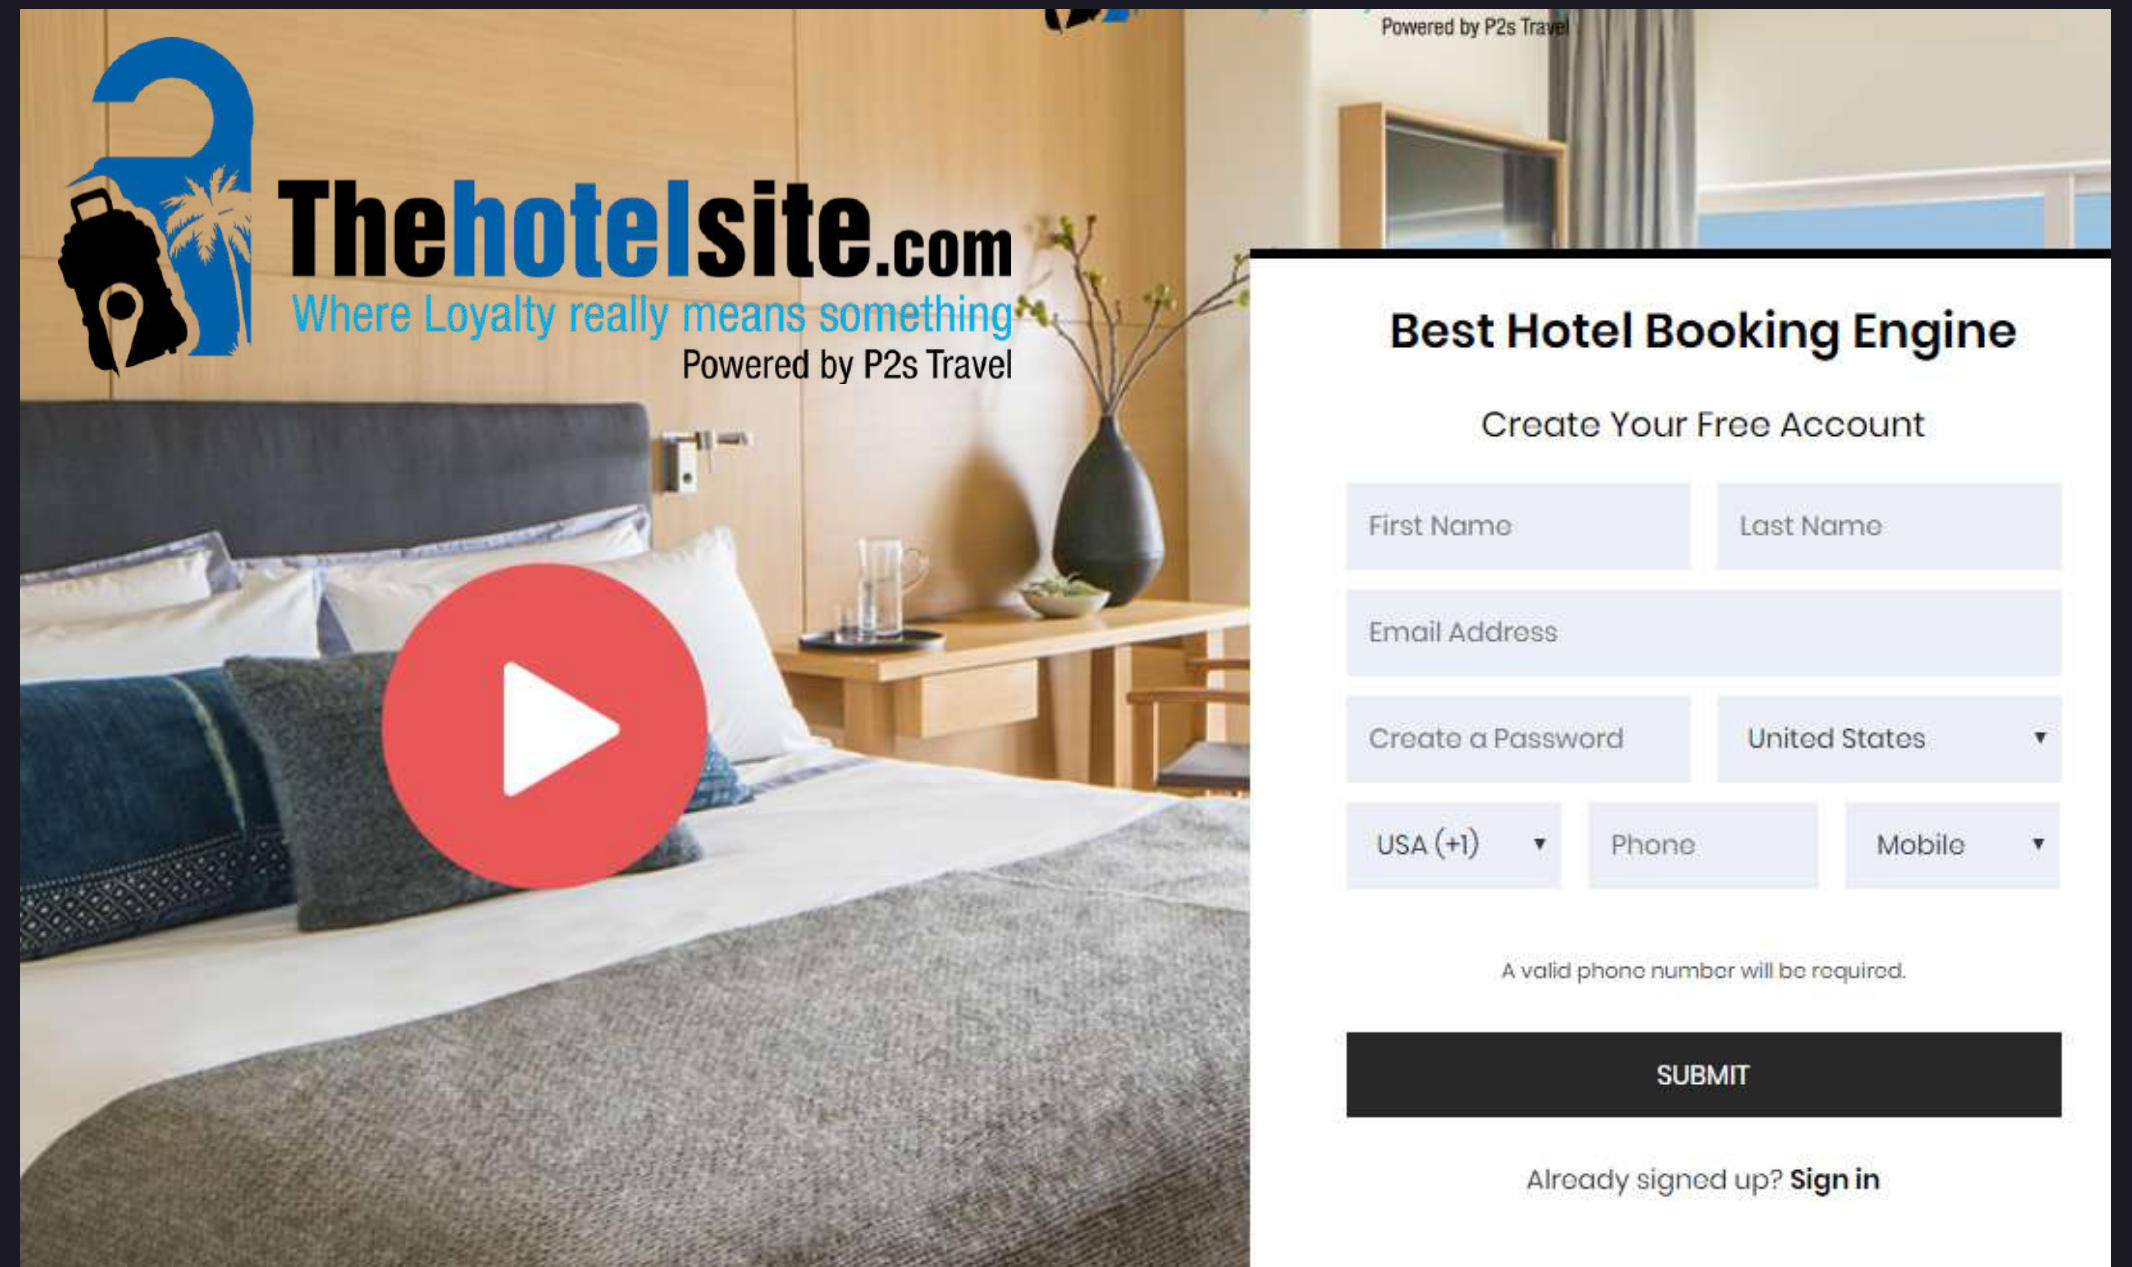 Powered by P2s Travel
Thehotelsite.com
Where Loyalty really means something
Powered by P2s Travel
Best Hotel Booking Engine
Create Your Free Account
First Name
Last Name
Email Address
Create a Password
United States
USA (+1)
Phone
Mobile
A valid phone number will be required.
SUBMIT
Already signed up? Sign in